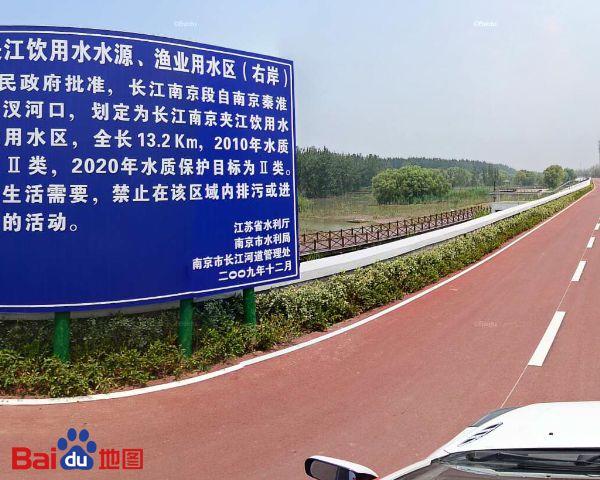 江饮用水水源、渔业用水区（右岸）
民政府批准，长江南京段自南京秦淮
汊河口，划定为长江南京夹江饮用水
用水区，全长13.2Km，2010年水质
Ⅱ类，2020年水质保护目标为Ⅱ类。
生活需要，禁止在该区域内排污或进
的活动。
江苏省水利厅
南京市水利局
南京市长江河道管理处
二〇〇九年十二月
Bai du 地图